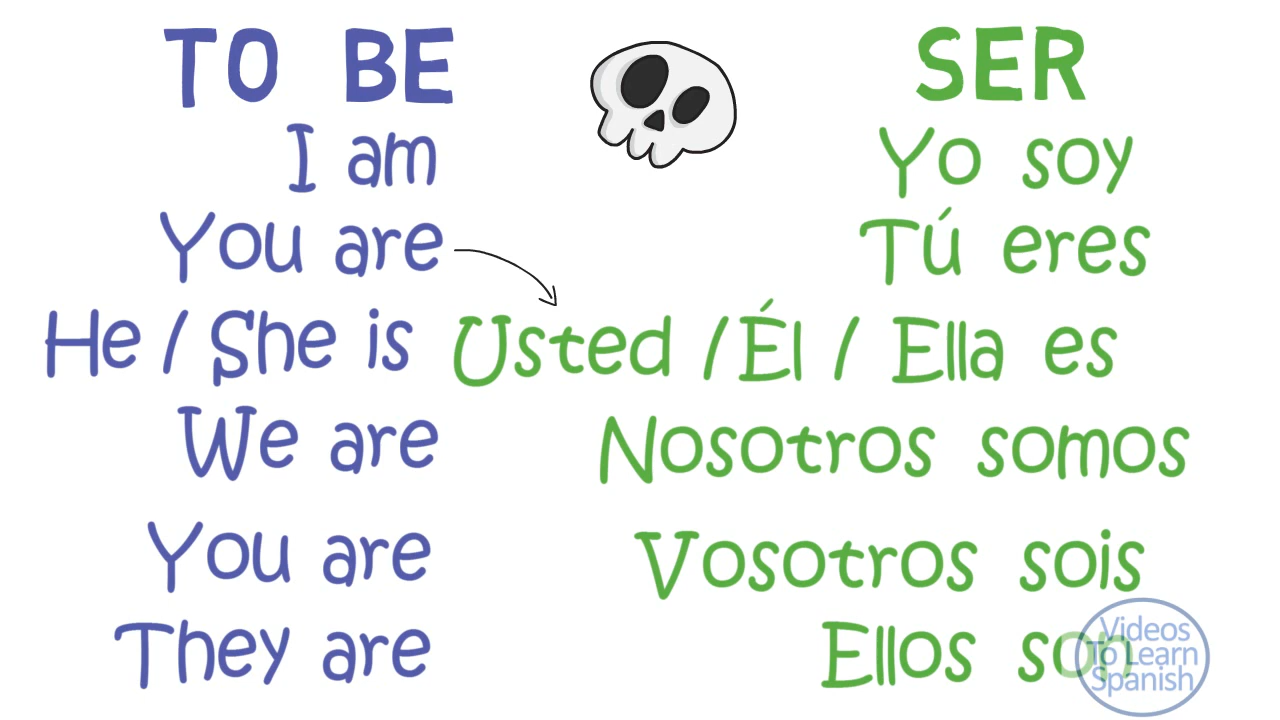 TO BE
SER
I am
Yo soy
You are
Tú eres
He / She is
Usted / Él / Ella es
We are
Nosotros somos
You are
Vosotros sois
They are
Ellos son
Videos
To Learn
Spanish